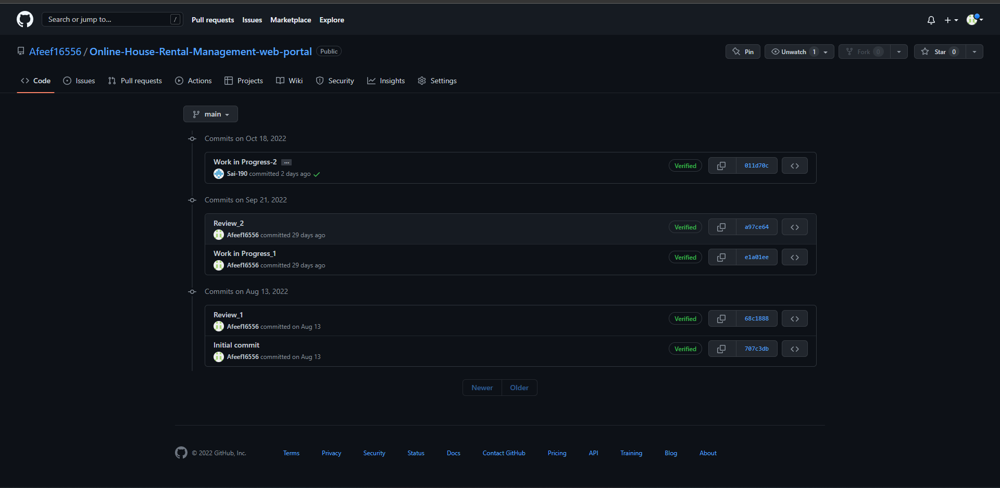 Search or jump to... /
Pull requests Issues Marketplace Explore
Afeef16556 / Online-House-Rental-Management-web-portal Public
Pin Unwatch 1 Fork 0 Star 0
Code Issues Pull requests Actions Projects Wiki Security Insights Settings
main
Commits on Oct 18, 2022
Work in Progress-2 ...
Sai-190 committed 2 days ago
Verified 011d70c
Commits on Sep 21, 2022
Review_2
Afeef16556 committed 29 days ago
Verified a97ce64
Work in Progress_1
Afeef16556 committed 29 days ago
Verified e1a01ee
Commits on Aug 13, 2022
Review_1
Afeef16556 committed on Aug 13
Verified 68c1888
Initial commit
Afeef16556 committed on Aug 13
Verified 707c3db
Newer Older
© 2022 GitHub, Inc. Terms Privacy Security Status Docs Contact GitHub Pricing API Training Blog About